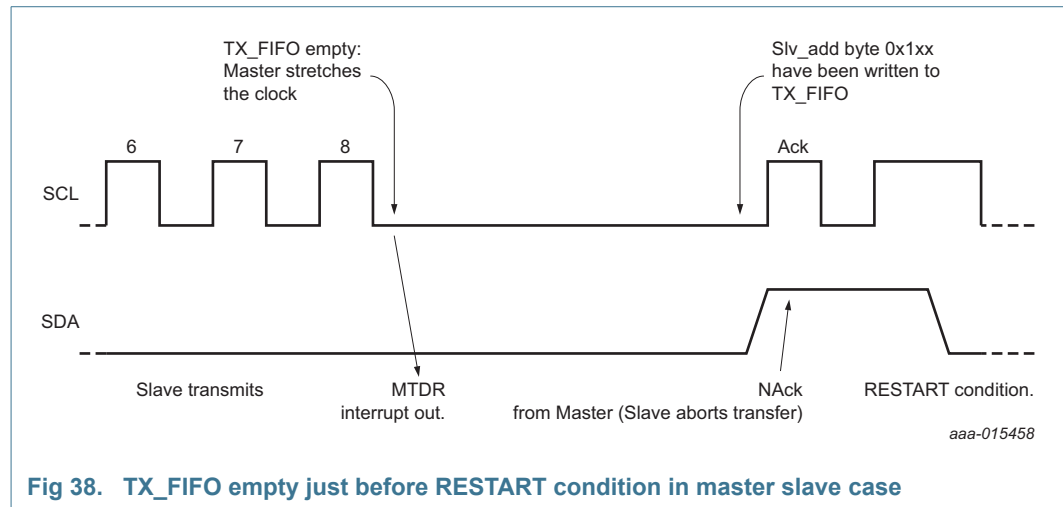 TX_FIFO empty:
Master stretches
the clock
Slv_add byte 0x1xx
have been written to
TX_FIFO
6
7
8
Ack
SCL
SDA
Slave transmits
MTDR
interrupt out.
NAck
from Master (Slave aborts transfer)
RESTART condition.
aaa-015458
Fig 38. TX_FIFO empty just before RESTART condition in master slave case